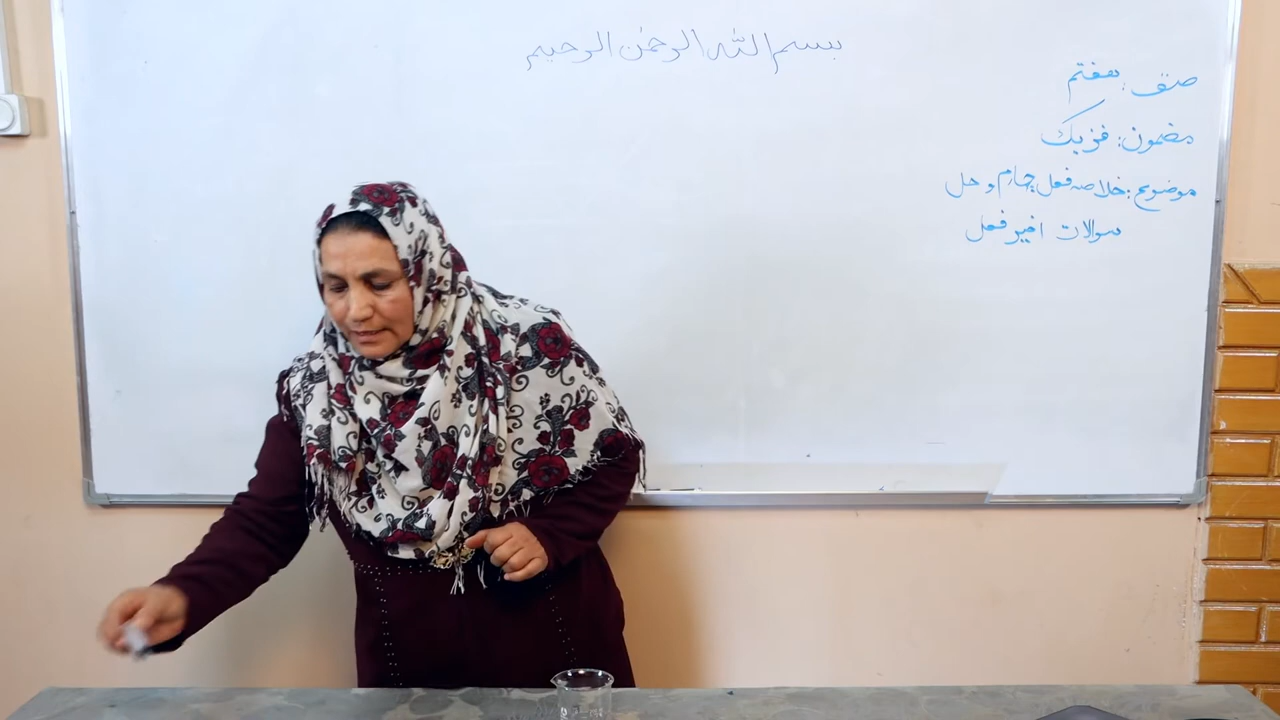 بسم الله الرحمن الرحیم
صنف: هفتم
مضمون: فزیک
موضوع: خلاصه فصل چهارم و حل
سوالات اخیر فصل